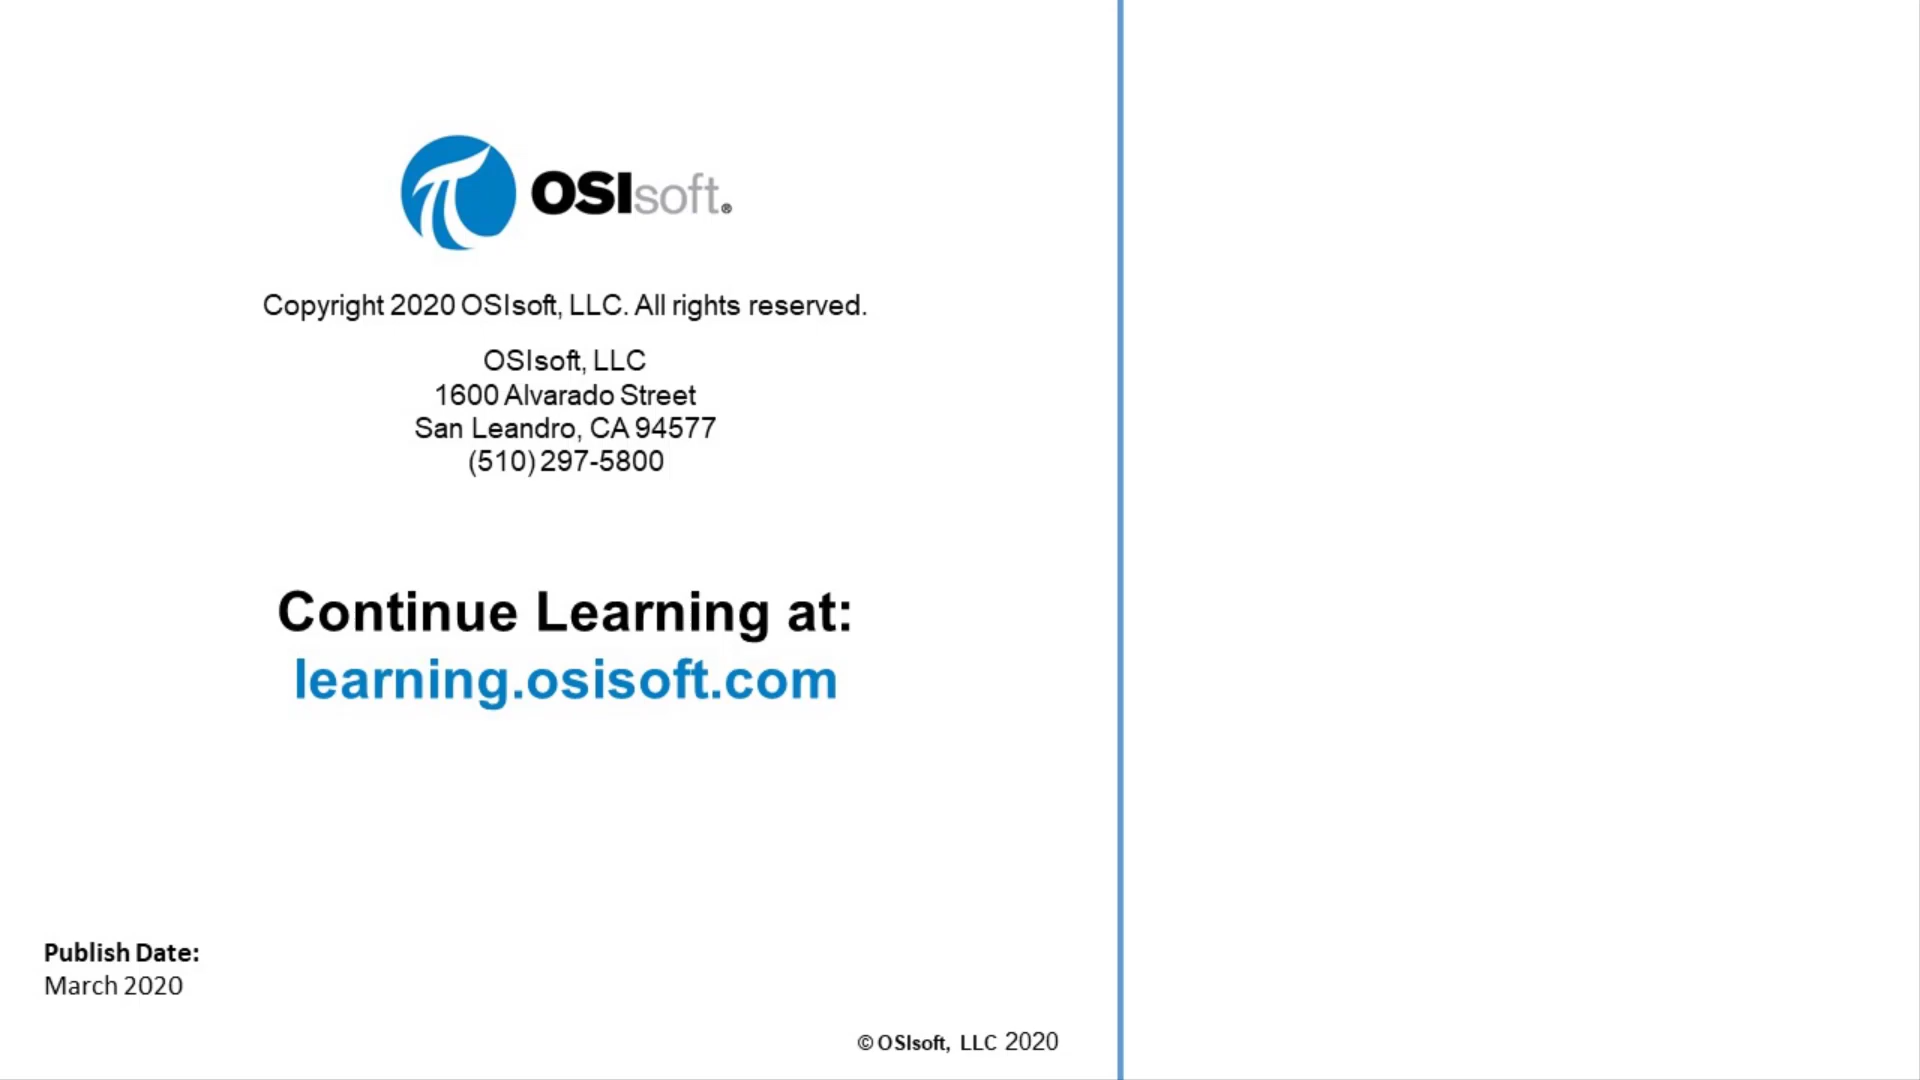 OSIsoft®
Copyright 2020 OSIsoft, LLC. All rights reserved.
OSIsoft, LLC
1600 Alvarado Street
San Leandro, CA 94577
(510) 297-5800
Continue Learning at:
learning.osisoft.com
Publish Date:
March 2020
© OSIsoft, LLC 2020